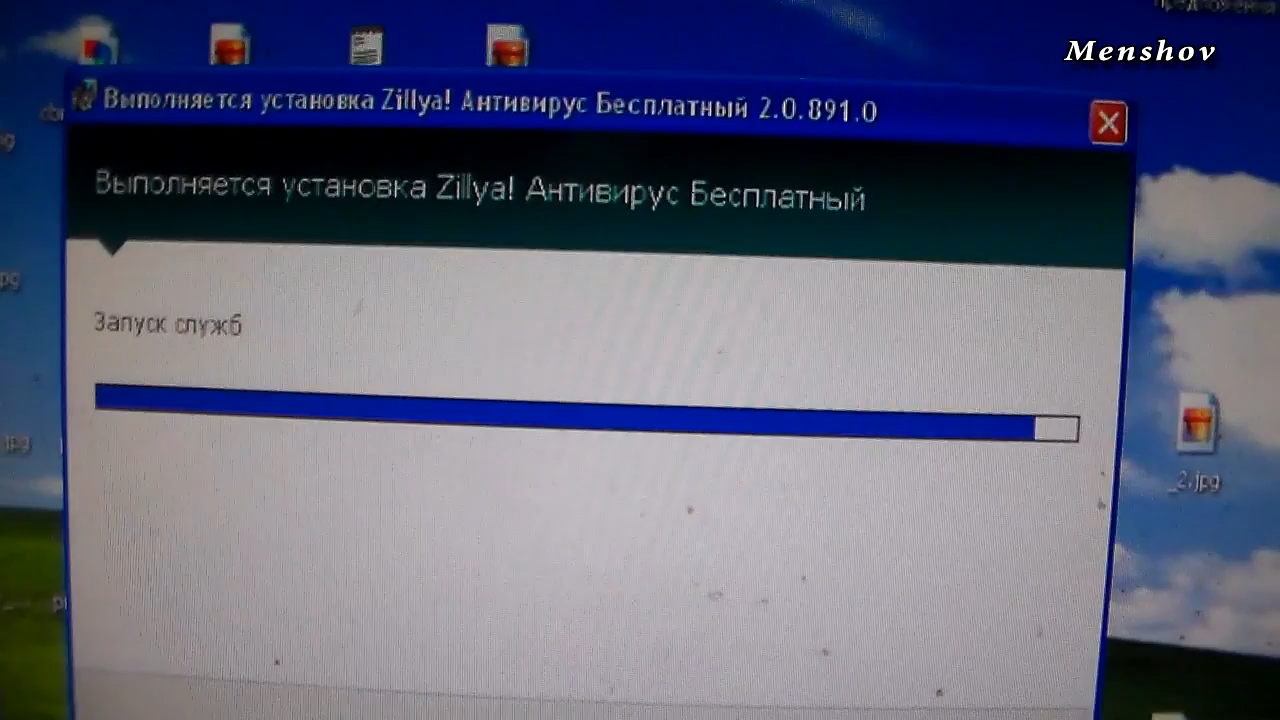 Menshov
Выполняется установка Zillya! Антивирус Бесплатный 2.0.891.0
Выполняется установка Zillya! Антивирус Бесплатный
Запуск служб
_2.jpg